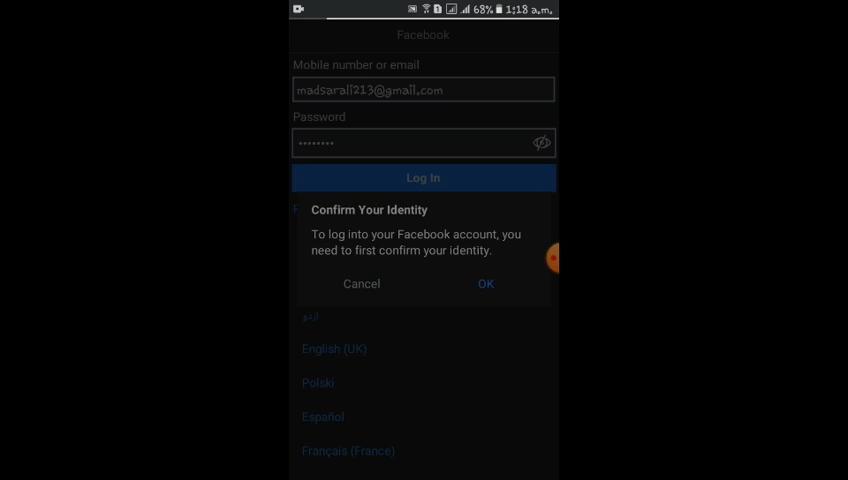 68% 1:18 a.m.
Facebook
Mobile number or email
madsarali213@gmail.com
Password
••••••••
Log In
F
Confirm Your Identity
To log into your Facebook account, you
need to first confirm your identity.
Cancel OK
اردو
English (UK)
Polski
Español
Français (France)